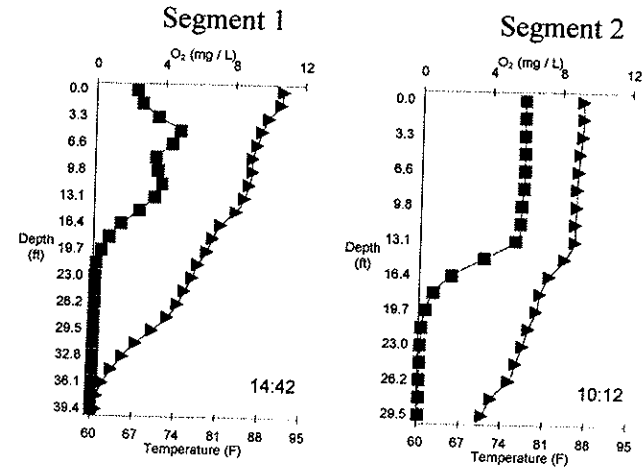 Segment 1
O₂ (mg / L)
0 4 8 12
0.0
3.3
6.6
9.8
13.1
16.4
Depth
(ft)
19.7
23.0
26.2
29.5
32.8
36.1
39.4
14:42
60 67 74 81 88 95
Temperature (F)
Segment 2
O₂ (mg / L)
0 4 8 12
0.0
3.3
6.6
9.8
13.1
Depth
(ft)
16.4
19.7
23.0
26.2
29.5
10:12
60 67 74 81 88 95
Temperature (F)